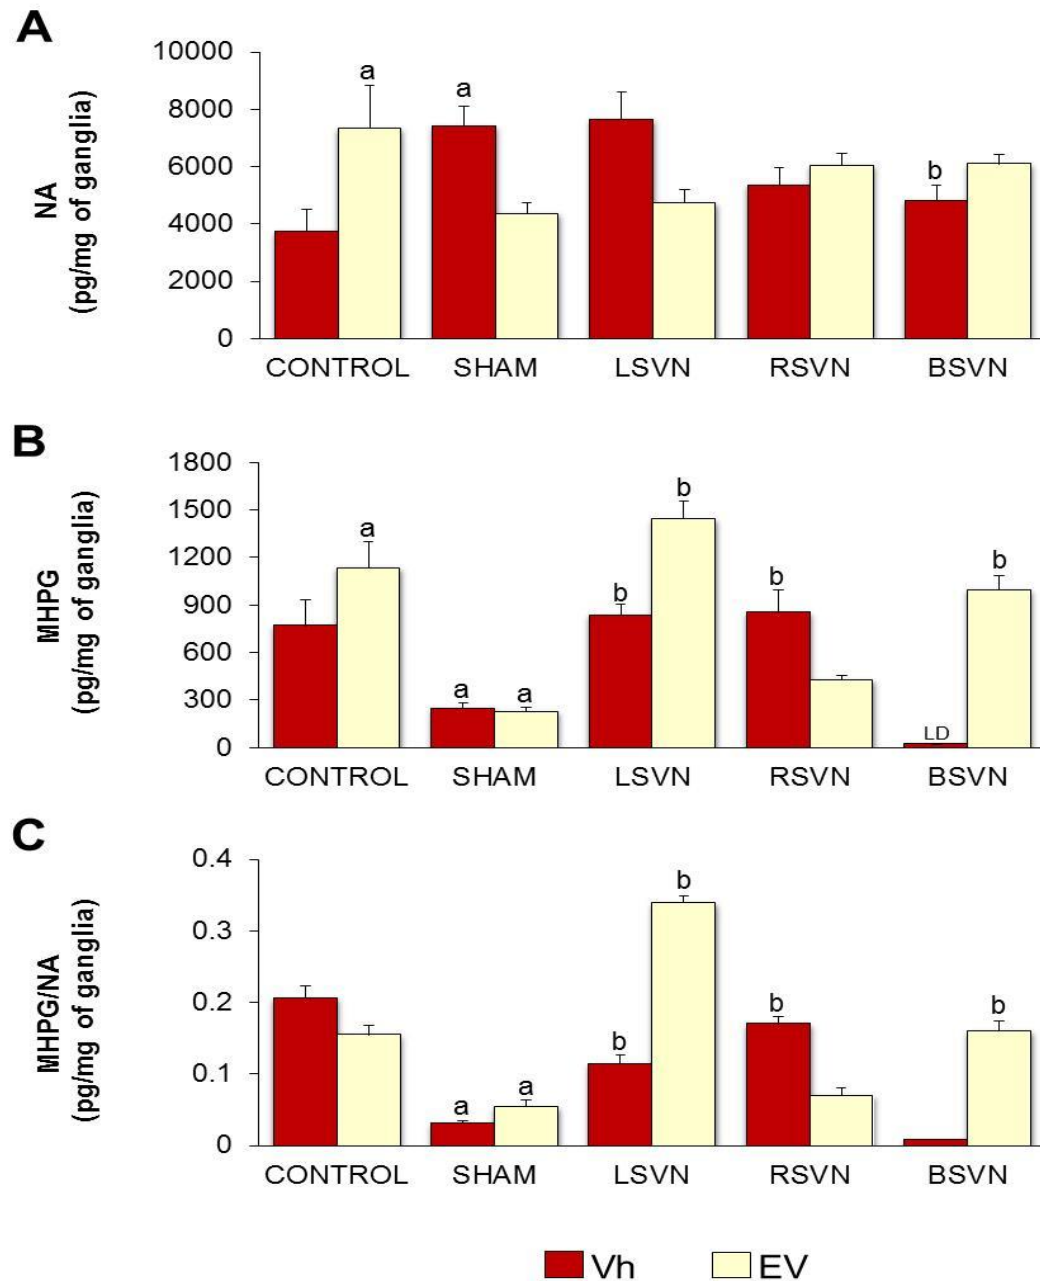 A
NA
(pg/mg of ganglia)
10000
8000
6000
4000
2000
0
a
a
b
CONTROL SHAM LSVN RSVN BSVN
B
MHPG
(pg/mg of ganglia)
1800
1500
1200
900
600
300
0
a
a
a
b
b
b
LD
b
CONTROL SHAM LSVN RSVN BSVN
C
MHPG/NA
(pg/mg of ganglia)
0.4
0.3
0.2
0.1
0
a
a
b
b
b
b
CONTROL SHAM LSVN RSVN BSVN
Vh EV